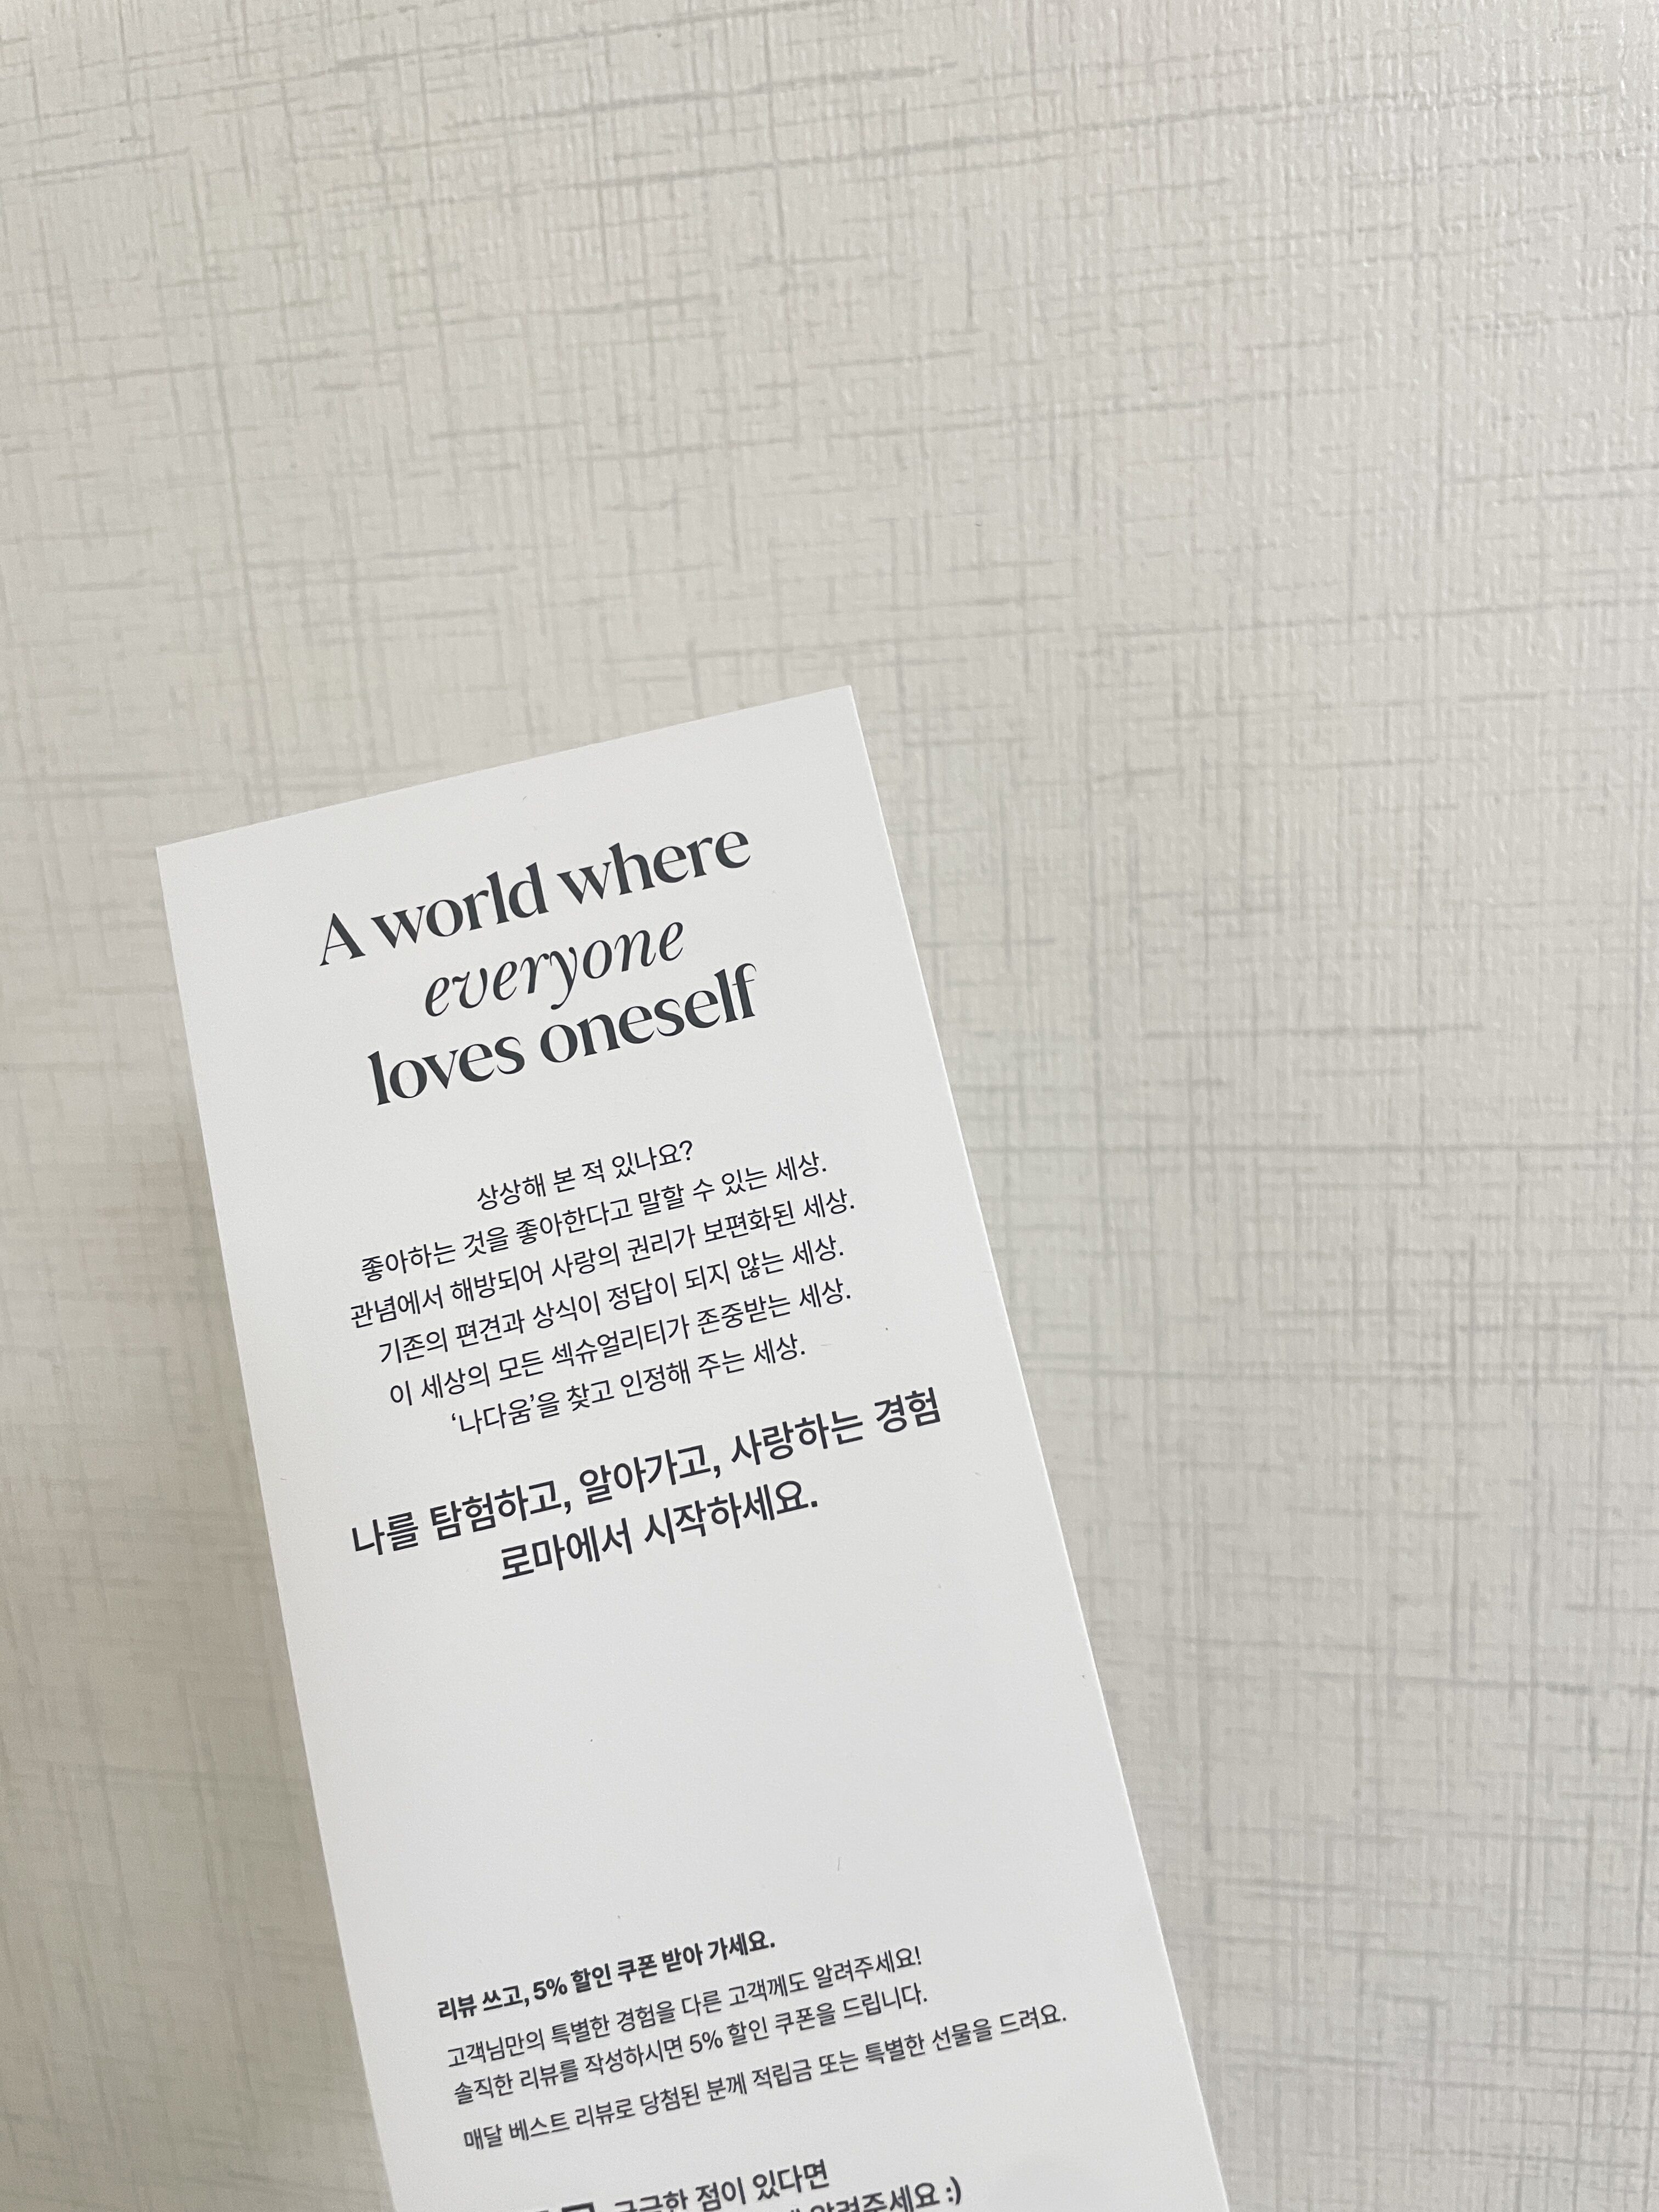 A world where
everyone
loves oneself
상상해 본 적 있나요?
좋아하는 것을 좋아한다고 말할 수 있는 세상.
관념에서 해방되어 사랑의 권리가 보편화된 세상.
기존의 편견과 상식이 정답이 되지 않는 세상.
이 세상의 모든 섹슈얼리티가 존중받는 세상.
‘나다움’을 찾고 인정해 주는 세상.
나를 탐험하고, 알아가고, 사랑하는 경험
로마에서 시작하세요.
리뷰 쓰고, 5% 할인 쿠폰 받아 가세요.
고객님만의 특별한 경험을 다른 고객께도 알려주세요!
솔직한 리뷰를 작성하시면 5% 할인 쿠폰을 드립니다.
매달 베스트 리뷰로 당첨된 분께 적립금 또는 특별한 선물을 드려요.
궁금한 점이 있다면
알려주세요 :)